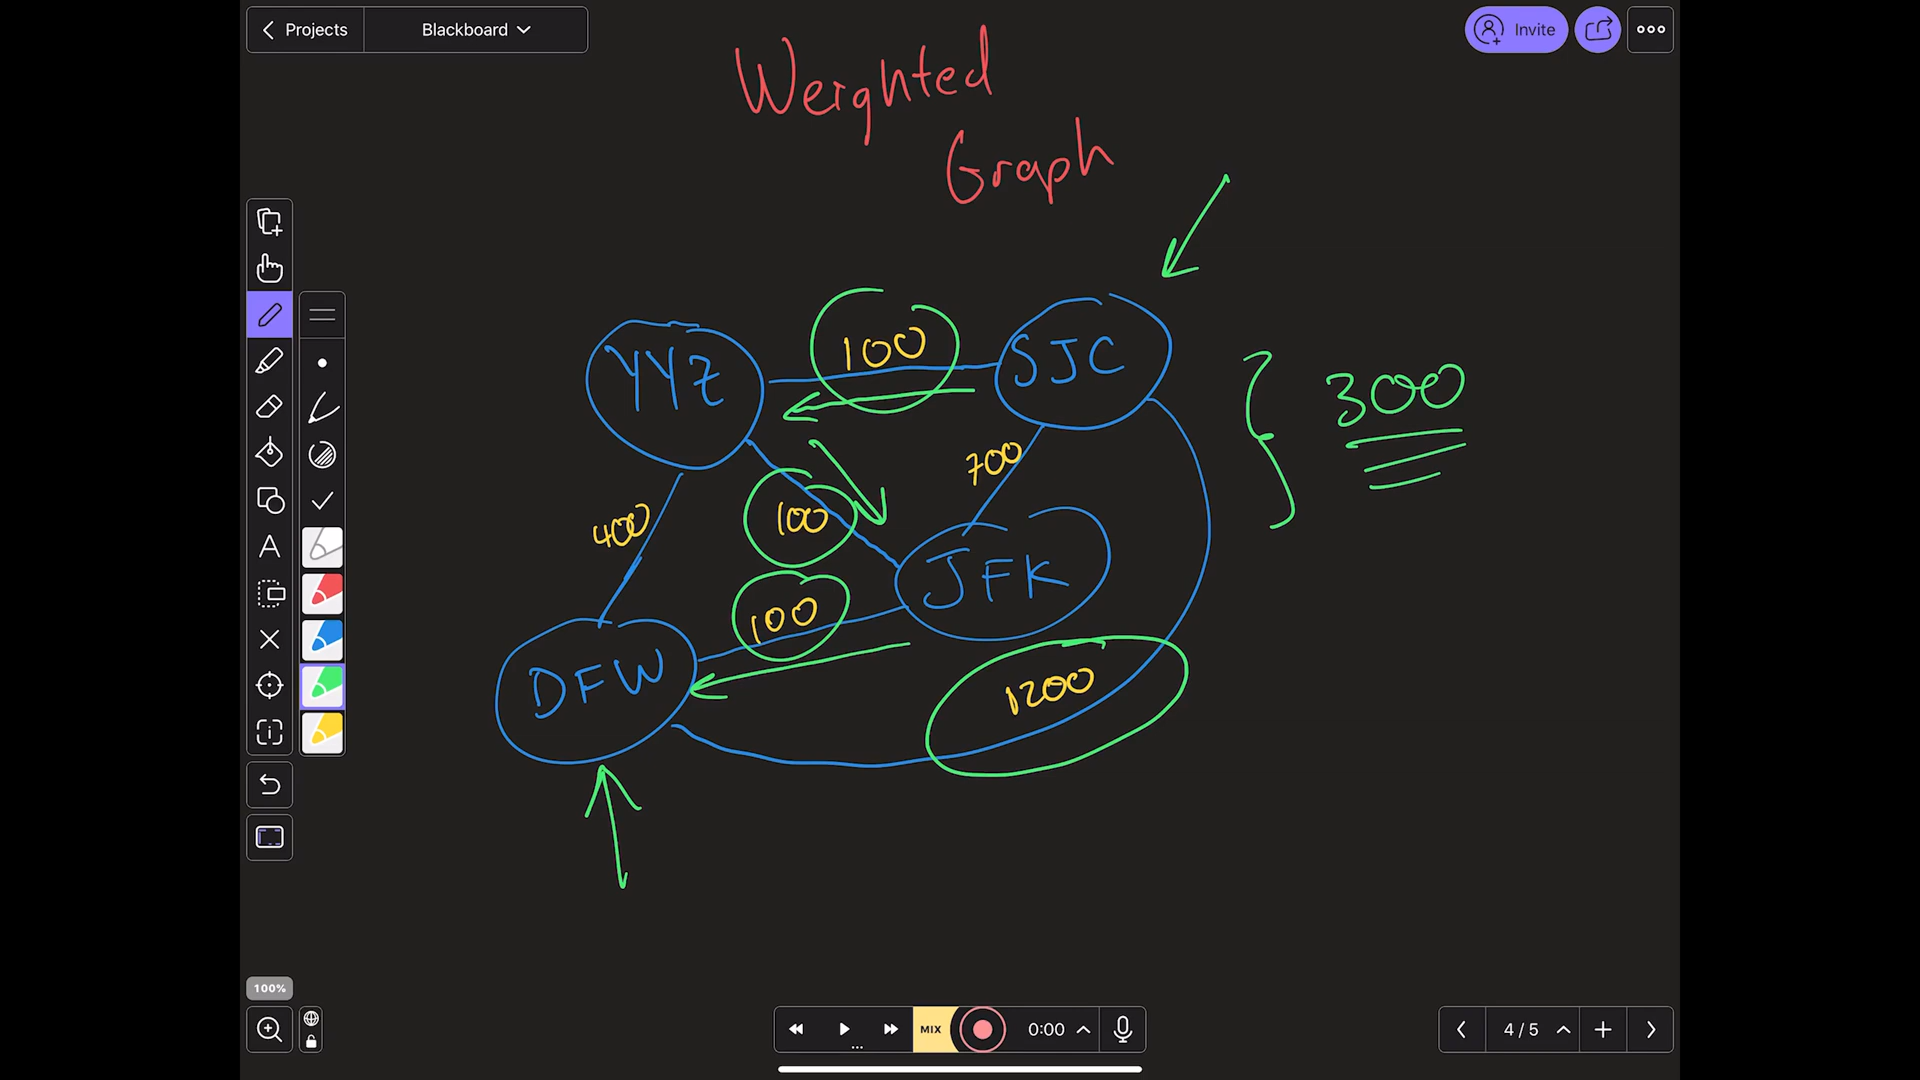 Projects
Blackboard
Invite
Weighted
Graph
100
YYZ
SJC
300
700
400
100
JFK
100
DFW
1200
A
100%
MIX
0:00
4 / 5